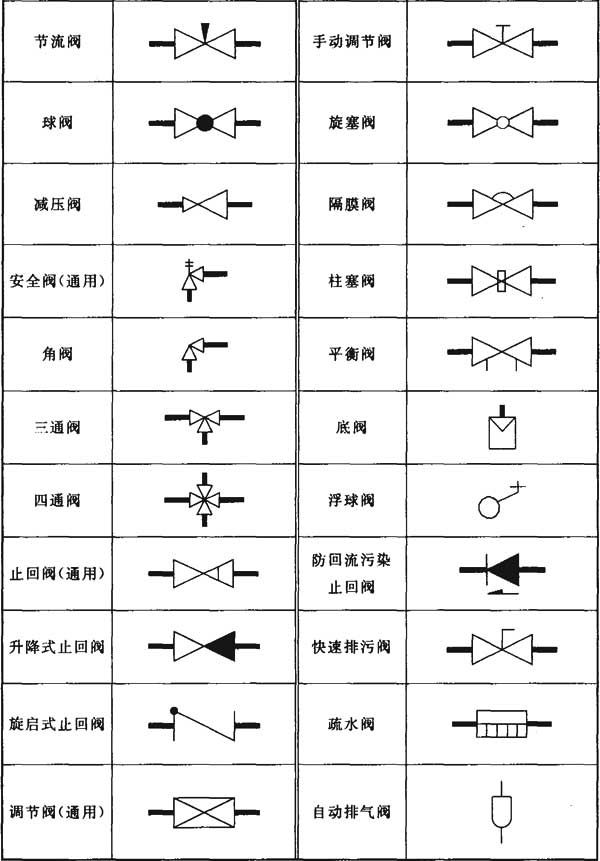 节流阀
手动调节阀
球阀
旋塞阀
减压阀
隔膜阀
安全阀(通用)
柱塞阀
角阀
平衡阀
三通阀
底阀
四通阀
浮球阀
止回阀(通用)
防回流污染
止回阀
升降式止回阀
快速排污阀
旋启式止回阀
疏水阀
调节阀(通用)
自动排气阀